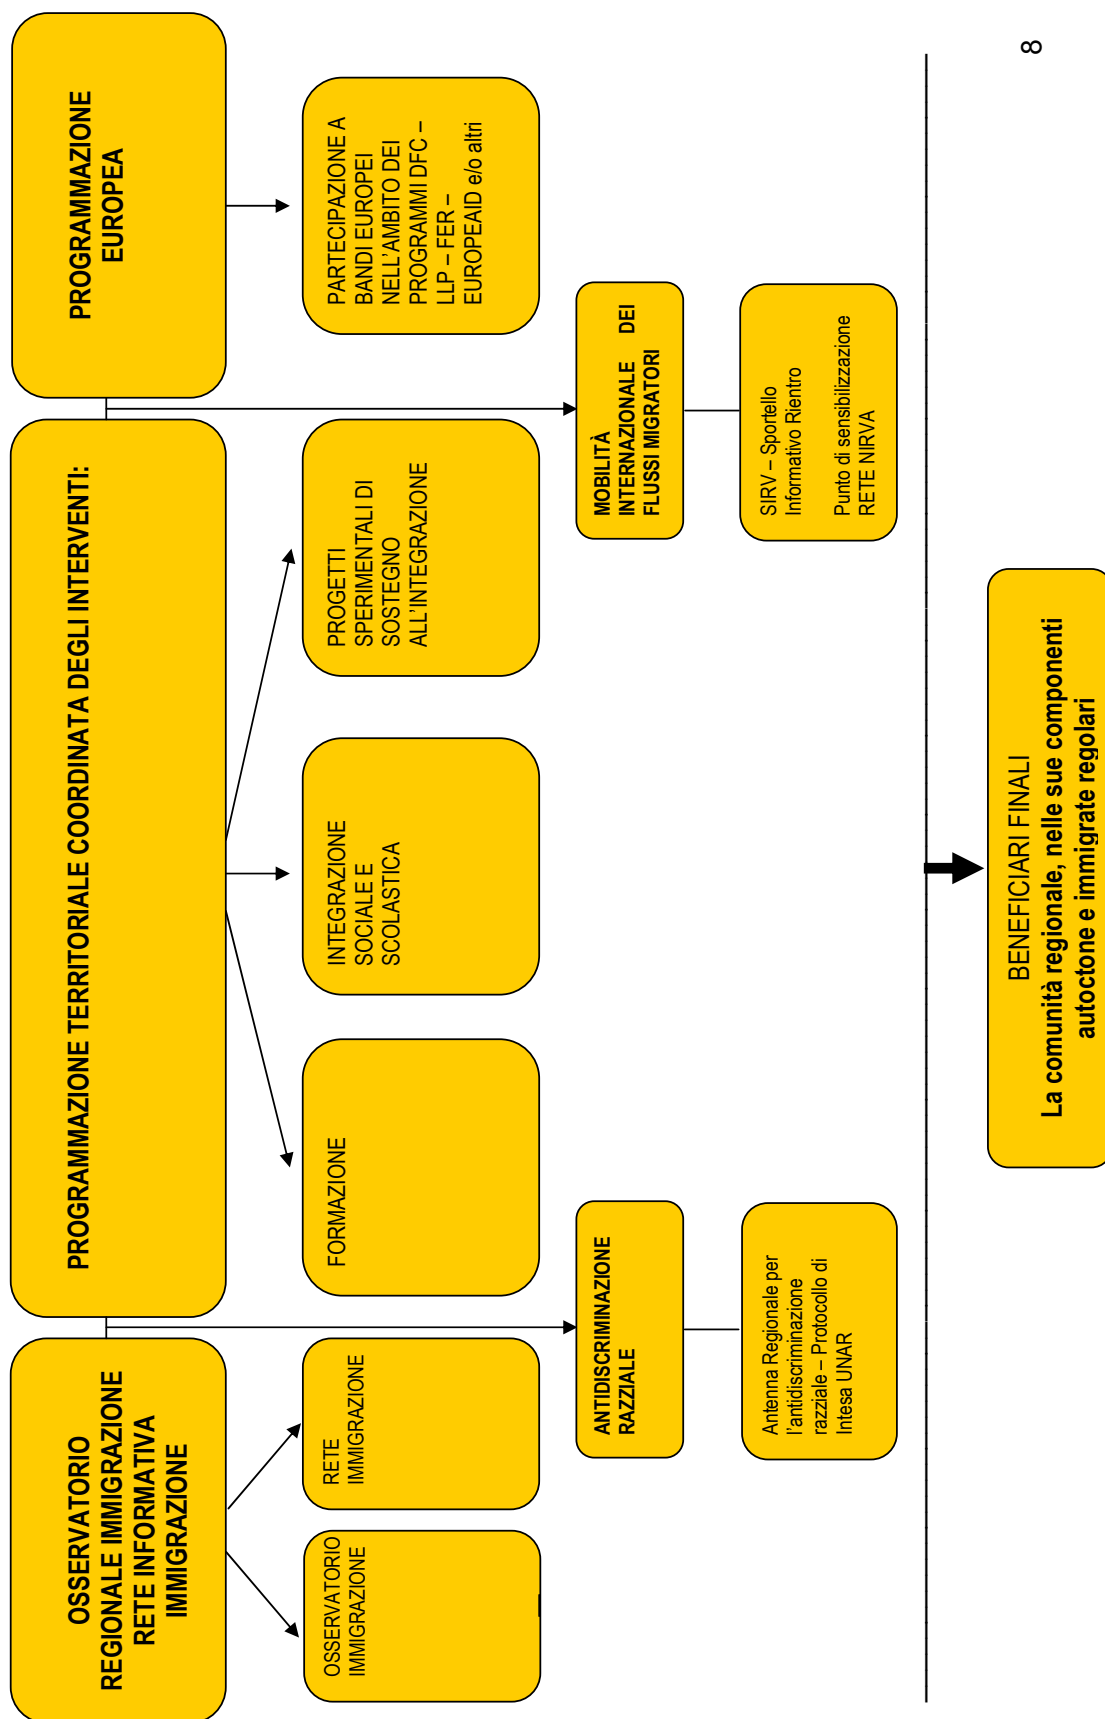 OSSERVATORIO
REGIONALE IMMIGRAZIONE
RETE INFORMATIVA
IMMIGRAZIONE
PROGRAMMAZIONE TERRITORIALE COORDINATA DEGLI INTERVENTI:
PROGRAMMAZIONE
EUROPEA
OSSERVATORIO
IMMIGRAZIONE
RETE
IMMIGRAZIONE
FORMAZIONE
INTEGRAZIONE
SOCIALE E
SCOLASTICA
PROGETTI
SPERIMENTALI DI
SOSTEGNO
ALL'INTEGRAZIONE
PARTECIPAZIONE A
BANDI EUROPEI
NELL'AMBITO DEI
PROGRAMMI DFC –
LLP – FER –
EUROPEAID e/o altri
ANTIDISCRIMINAZIONE
RAZZIALE
MOBILITÀ
INTERNAZIONALE DEI
FLUSSI MIGRATORI
Antenna Regionale per
l'antidiscriminazione
razziale – Protocollo di
Intesa UNAR
SIRV – Sportello
Informativo Rientro
Punto di sensibilizzazione
RETE NIRVA
BENEFICIARI FINALI
La comunità regionale, nelle sue componenti
autoctone e immigrate regolari
8